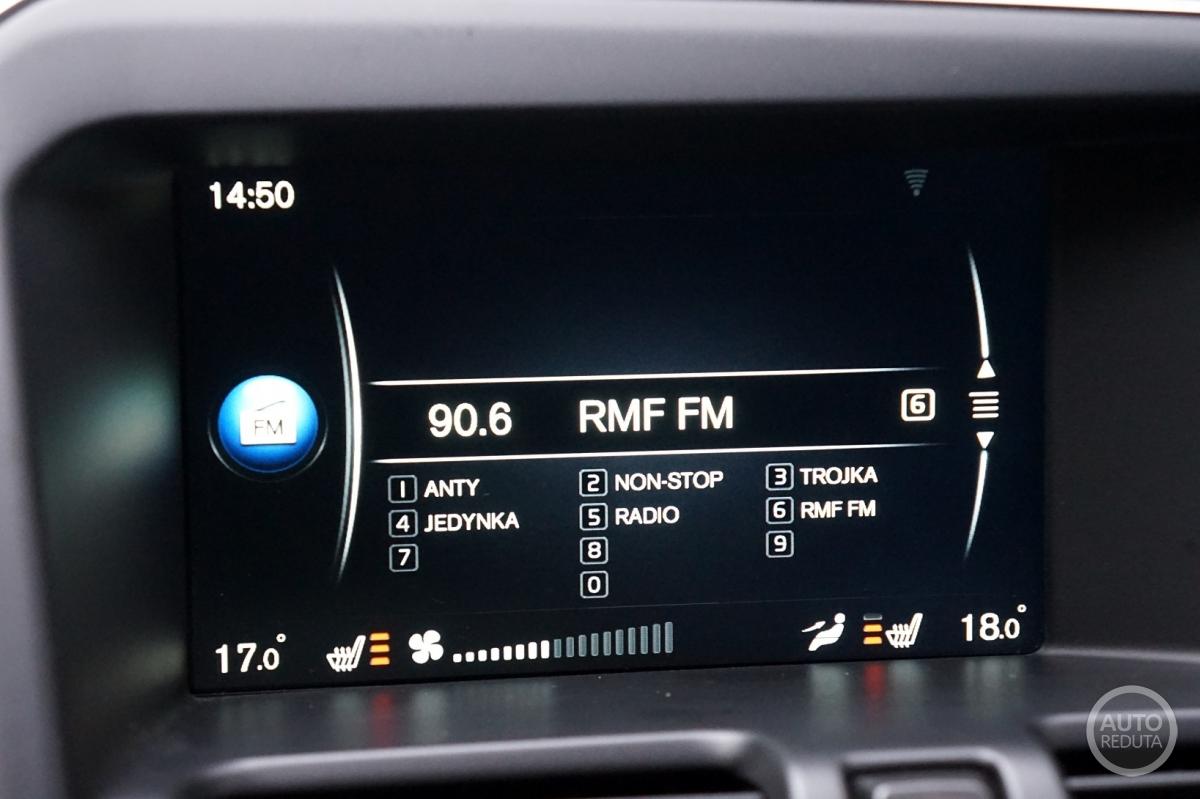 14:50
FM
90.6 RMF FM 6
1 ANTY 2 NON-STOP 3 TROJKA
4 JEDYNKA 5 RADIO 6 RMF FM
7 8 9
0
17.0° 18.0°
AUTO
REDUTA